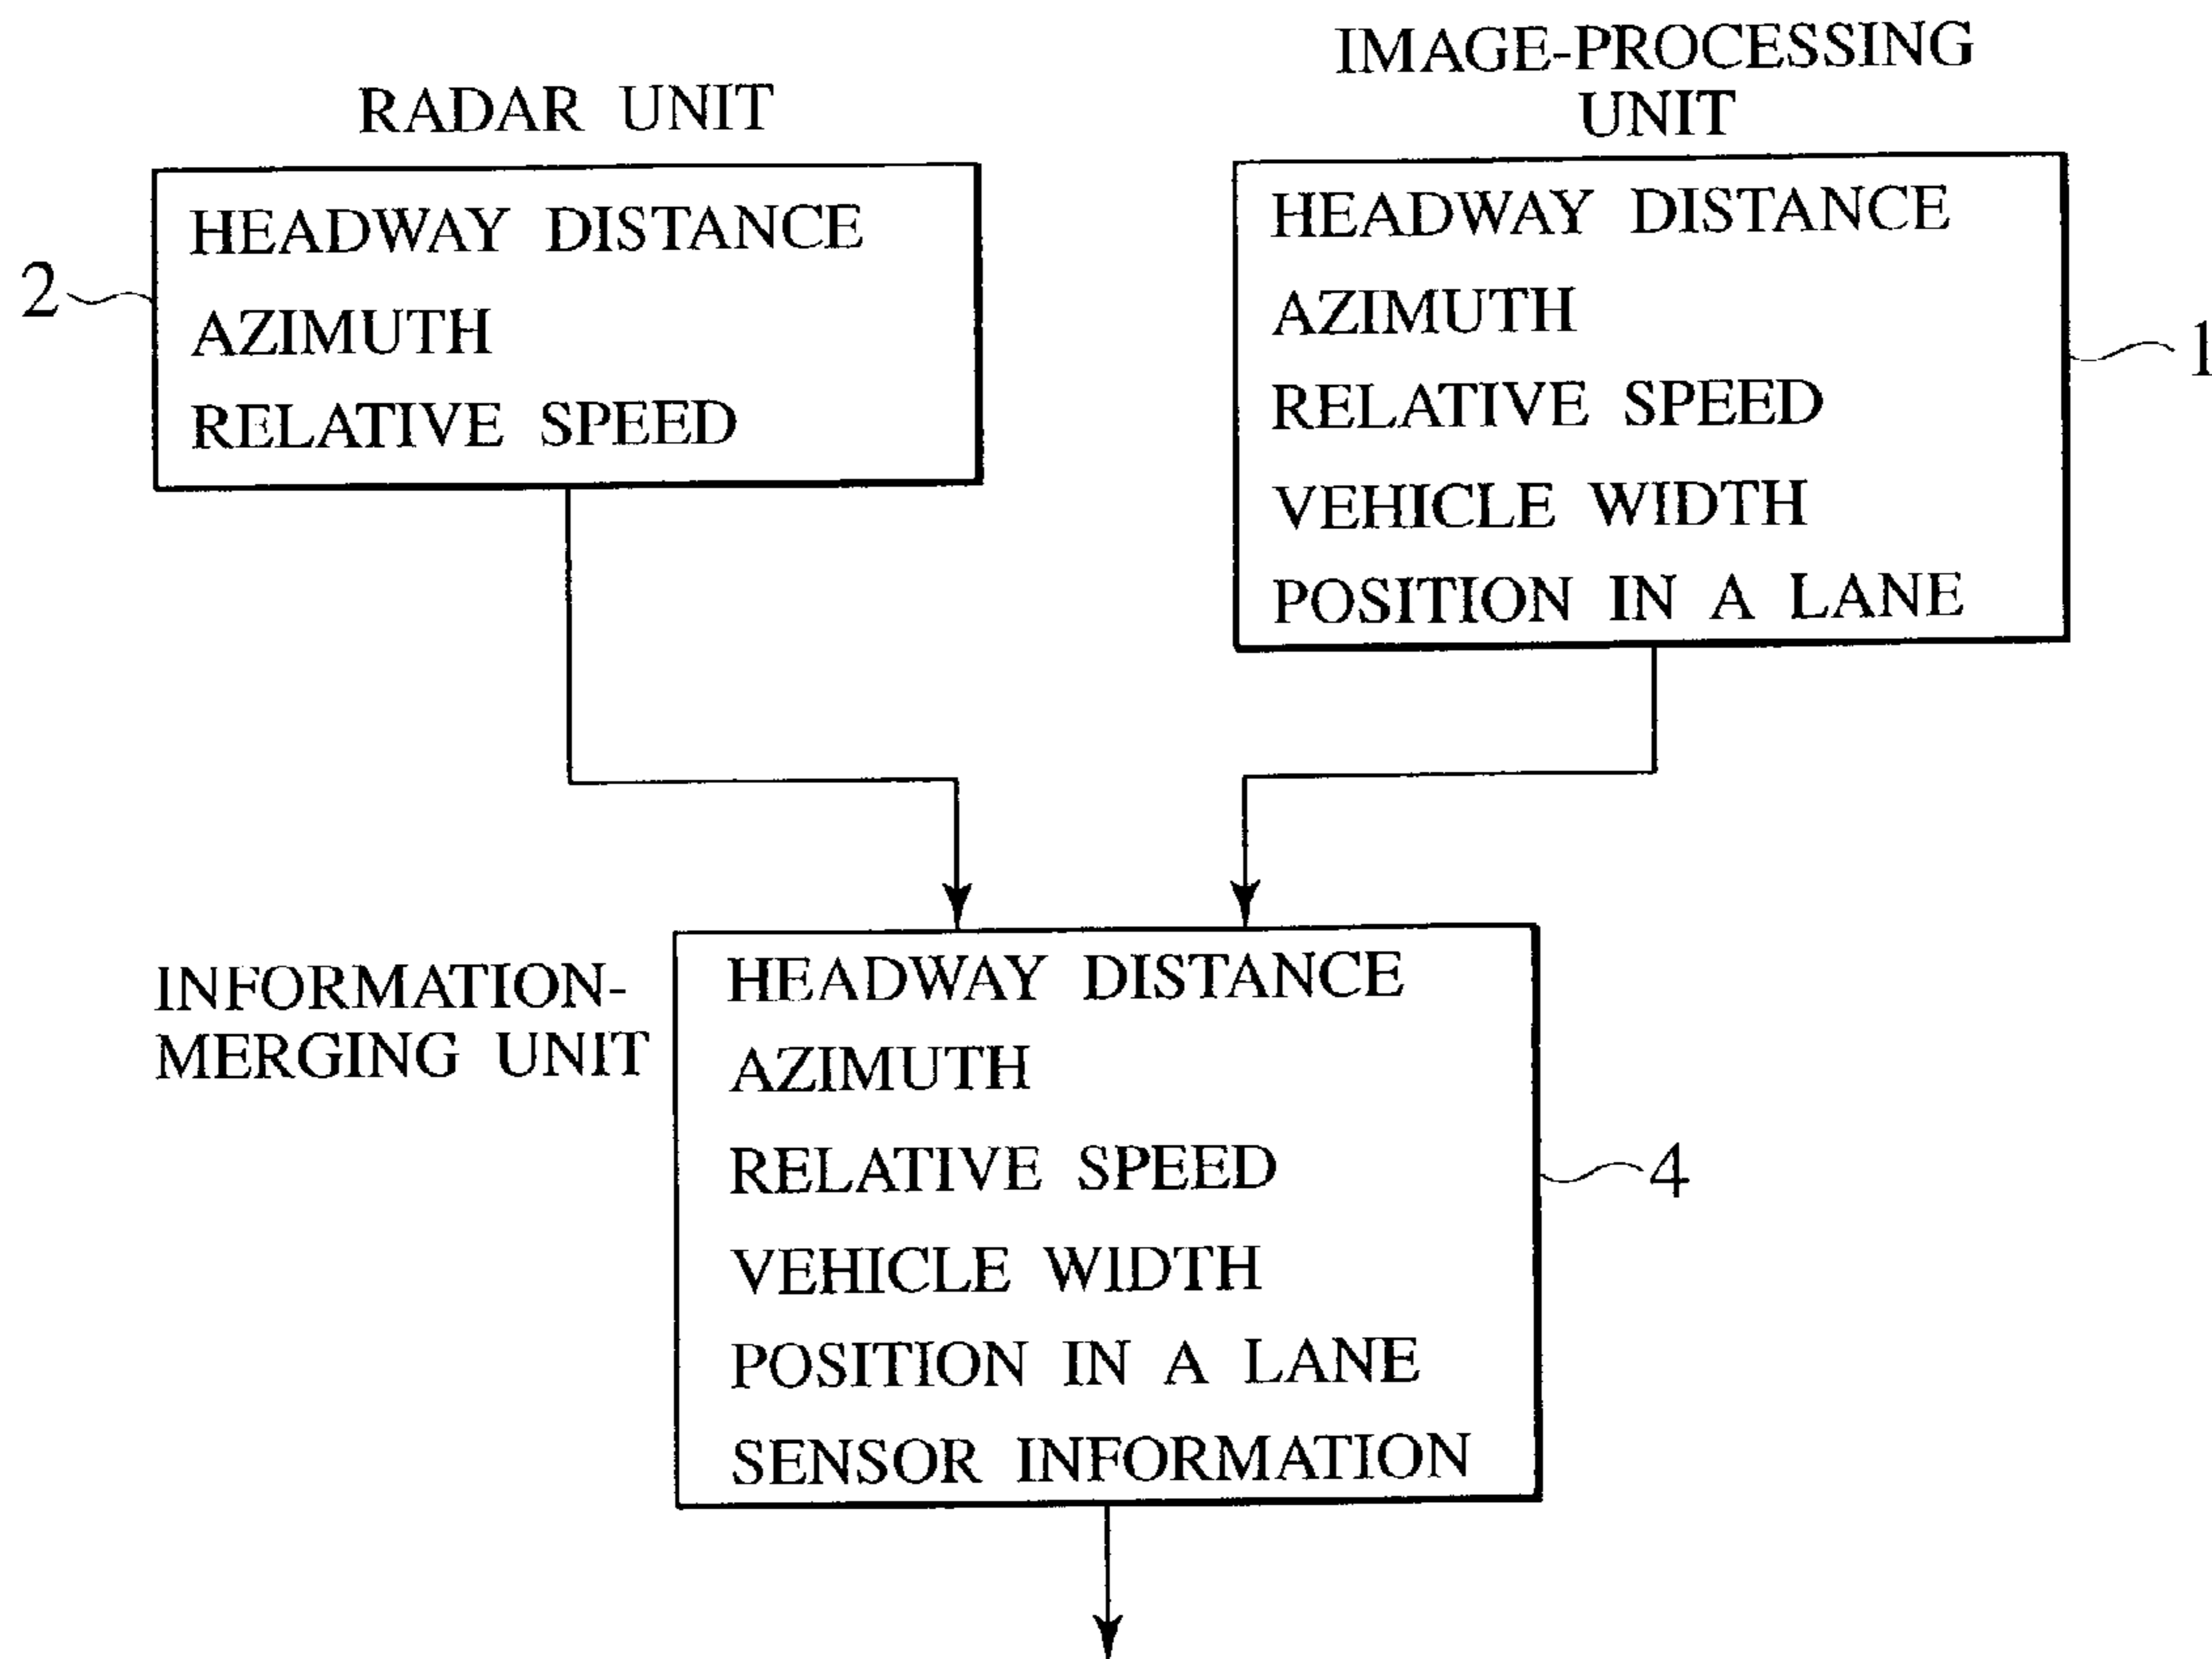 RADAR UNIT
2
HEADWAY DISTANCE
AZIMUTH
RELATIVE SPEED
IMAGE-PROCESSING
UNIT
HEADWAY DISTANCE
AZIMUTH
RELATIVE SPEED
VEHICLE WIDTH
POSITION IN A LANE
1
INFORMATION-
MERGING UNIT
HEADWAY DISTANCE
AZIMUTH
RELATIVE SPEED
VEHICLE WIDTH
POSITION IN A LANE
SENSOR INFORMATION
4